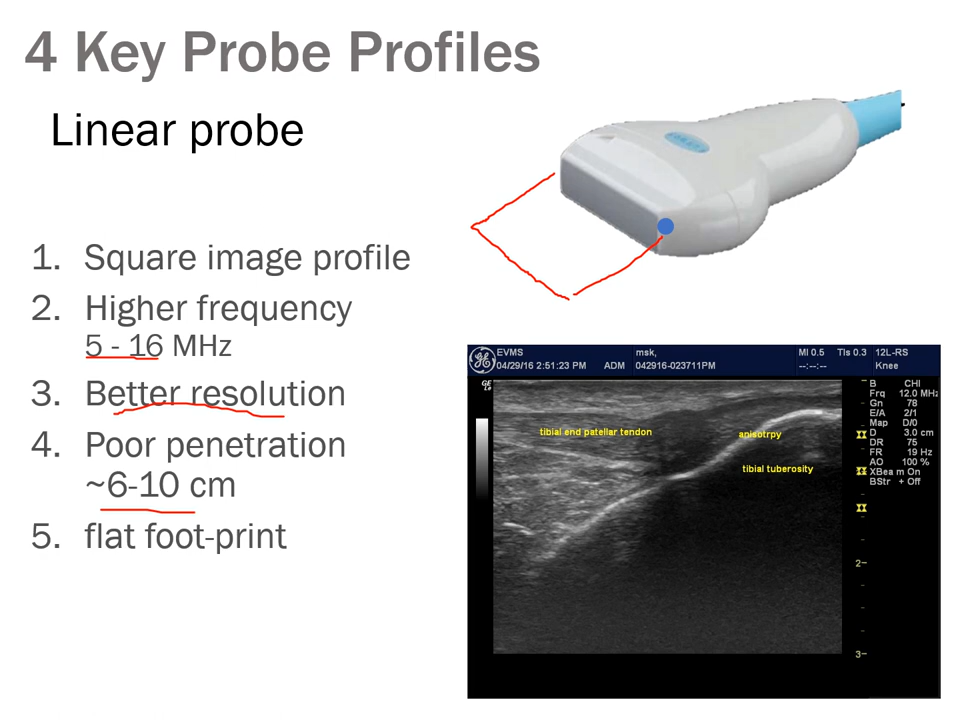 4 Key Probe Profiles
Linear probe
1. Square image profile
2. Higher frequency
5 - 16 MHz
3. Better resolution
4. Poor penetration
~6-10 cm
5. flat foot-print
EVMS
04/29/16 2:51:23 PM ADM
msk,
042916-023711PM
MI 0.5 TIs 0.3
--:--:--
12L-RS
Knee
tibial end patellar tendon
anisotrpy
tibial tuberosity
B CHI
Frq 12.0 MHz
Gn 78
E/A 2/1
Map D/0
D 3.0 cm
DR 75
FR 19 Hz
AO 100 %
XBeam On
BStr + Off
2
3